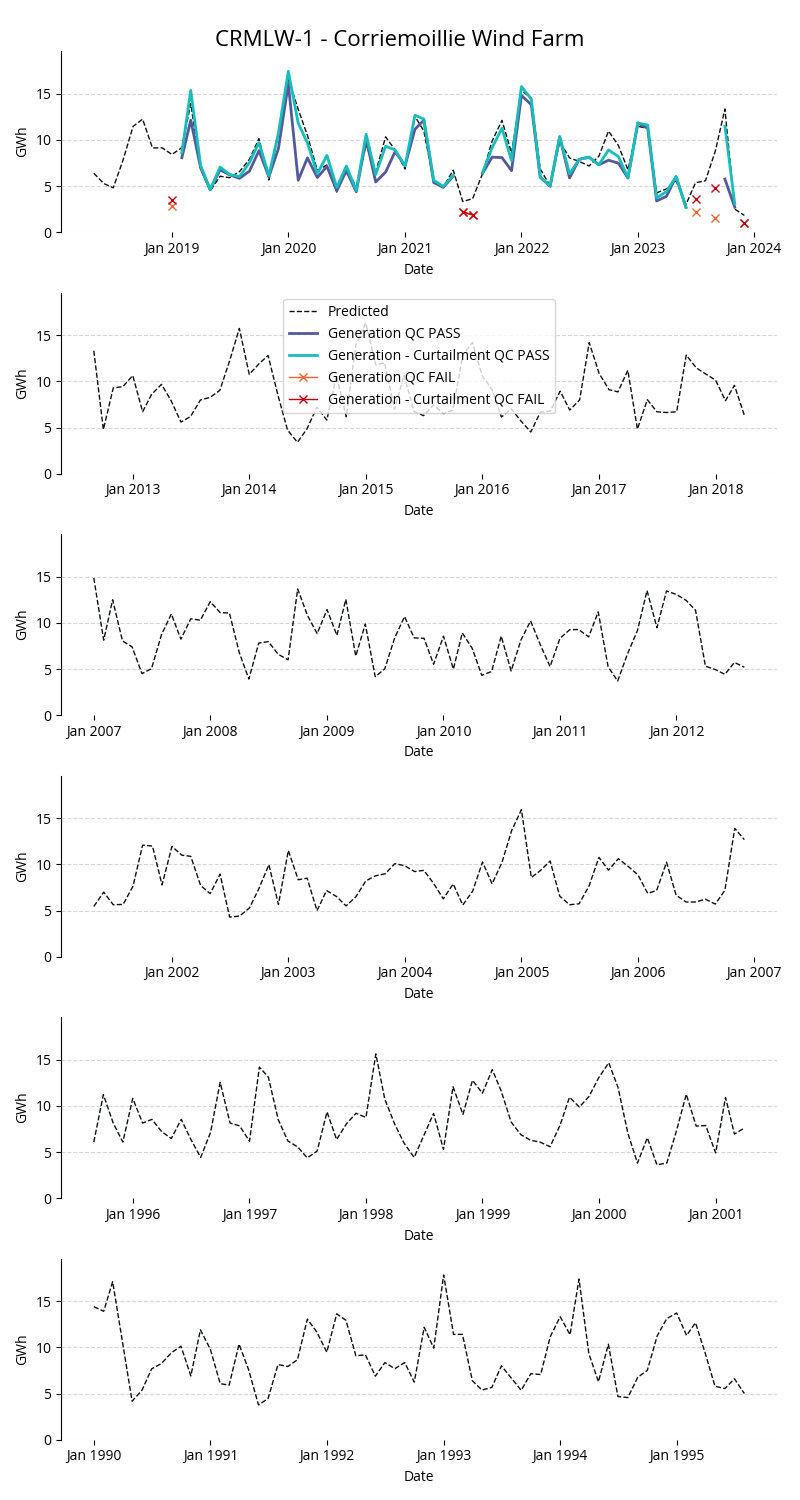 CRMLW-1 - Corriemoillie Wind Farm
15
10
5
0
GWh
Jan 2019
Jan 2020
Jan 2021
Jan 2022
Jan 2023
Jan 2024
Date
15
10
5
0
GWh
Predicted
Generation QC PASS
Generation - Curtailment QC PASS
Generation QC FAIL
Generation - Curtailment QC FAIL
Jan 2013
Jan 2014
Jan 2015
Jan 2016
Jan 2017
Jan 2018
Date
15
10
5
0
GWh
Jan 2007
Jan 2008
Jan 2009
Jan 2010
Jan 2011
Jan 2012
Date
15
10
5
0
GWh
Jan 2002
Jan 2003
Jan 2004
Jan 2005
Jan 2006
Jan 2007
Date
15
10
5
0
GWh
Jan 1996
Jan 1997
Jan 1998
Jan 1999
Jan 2000
Jan 2001
Date
15
10
5
0
GWh
Jan 1990
Jan 1991
Jan 1992
Jan 1993
Jan 1994
Jan 1995
Date